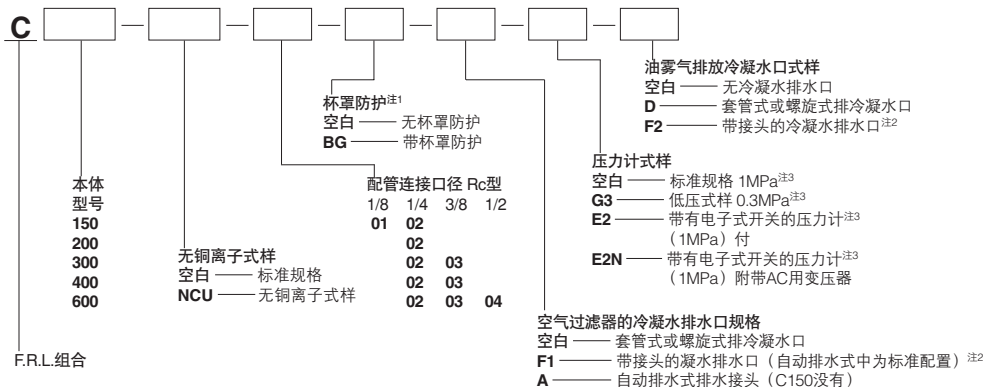 C □ — □ — □ — □ — □ — □ — □
油雾气排放冷凝水口式样
空白 —— 无冷凝水排水口
D —— 套管式或螺旋式排冷凝水口
F2 —— 带接头的冷凝水排水口注2
杯罩防护注1
空白 —— 无杯罩防护
BG —— 带杯罩防护
压力计式样
空白 —— 标准规格 1MPa注3
G3 —— 低压式样 0.3MPa注3
E2 —— 带有电子式开关的压力计注3
（1MPa）付
E2N —— 带有电子式开关的压力计注3
（1MPa）附带AC用变压器
本体
型号
150
200
300
400
600
配管连接口径 Rc型
1/8 1/4 3/8 1/2
01 02
02
02 03
02 03
02 03 04
无铜离子式样
空白 —— 标准规格
NCU —— 无铜离子式样
空气过滤器的冷凝水排水口规格
空白 —— 套管式或螺旋式排冷凝水口
F1 —— 带接头的凝水排水口（自动排水式中为标准配置）注2
A —— 自动排水式排水接头（C150没有）
F.R.L.组合